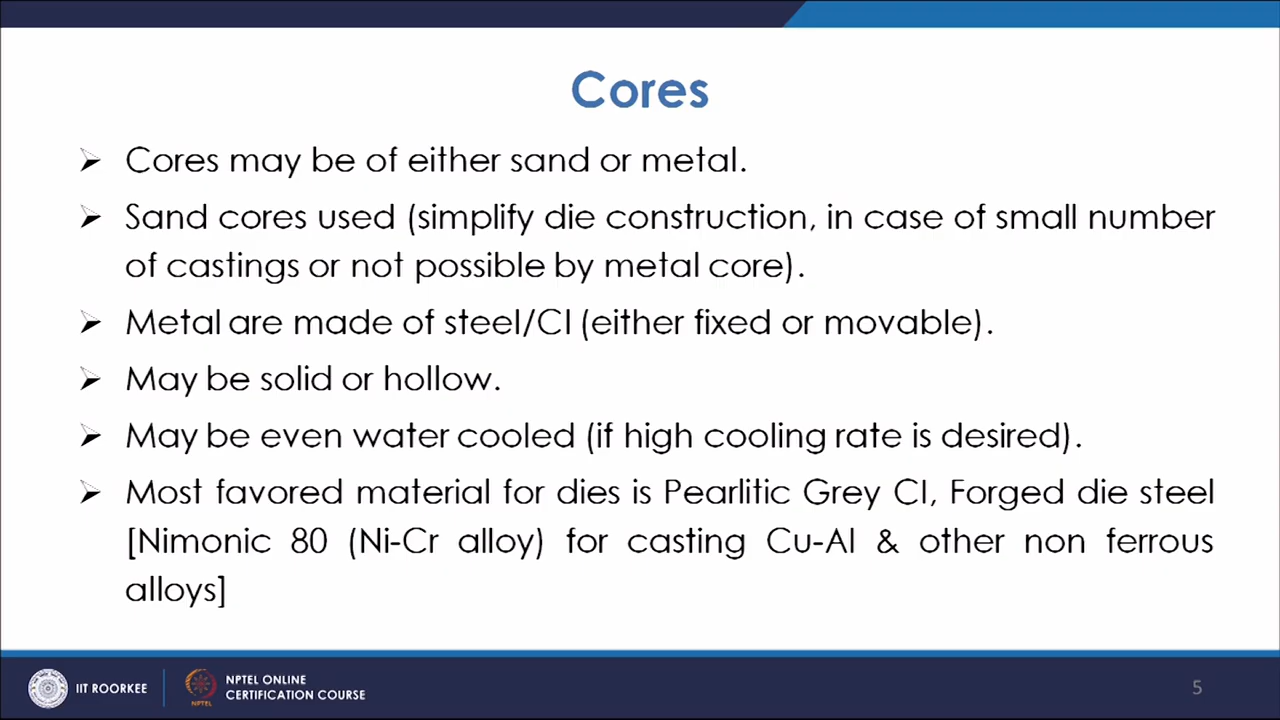 Cores
➢ Cores may be of either sand or metal.
➢ Sand cores used (simplify die construction, in case of small number
of castings or not possible by metal core).
➢ Metal are made of steel/CI (either fixed or movable).
➢ May be solid or hollow.
➢ May be even water cooled (if high cooling rate is desired).
➢ Most favored material for dies is Pearlitic Grey CI, Forged die steel
[Nimonic 80 (Ni-Cr alloy) for casting Cu-Al & other non ferrous
alloys]
IIT ROORKEE
NPTEL
NPTEL ONLINE
CERTIFICATION COURSE
5